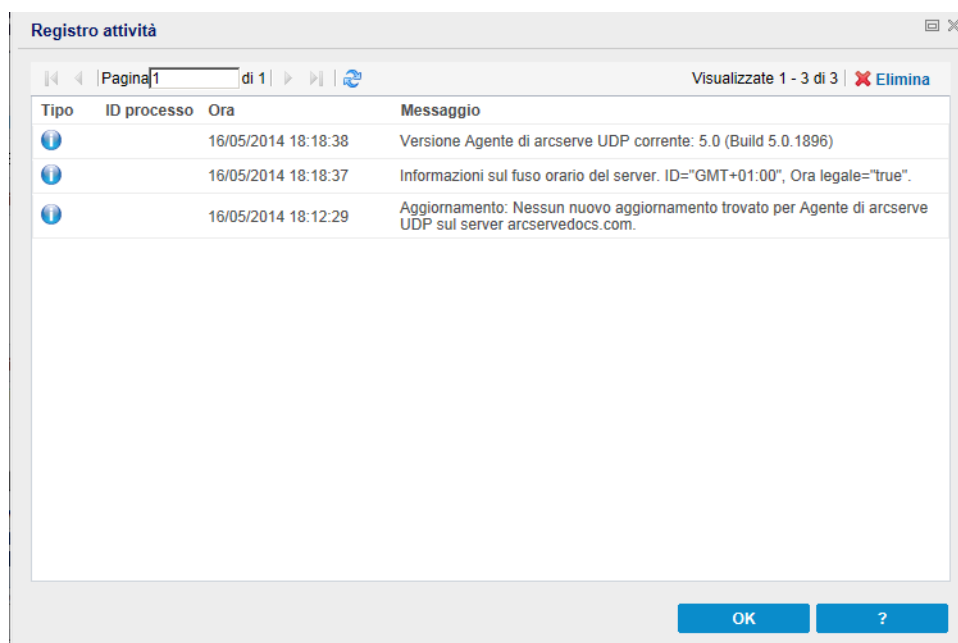 Registro attività
Pagina 1 di 1 Visualizzate 1 - 3 di 3 Elimina
Tipo ID processo Ora Messaggio
16/05/2014 18:18:38 Versione Agente di arcserve UDP corrente: 5.0 (Build 5.0.1896)
16/05/2014 18:18:37 Informazioni sul fuso orario del server. ID="GMT+01:00", Ora legale="true".
16/05/2014 18:12:29 Aggiornamento: Nessun nuovo aggiornamento trovato per Agente di arcserve
UDP sul server arcservedocs.com.
OK ?